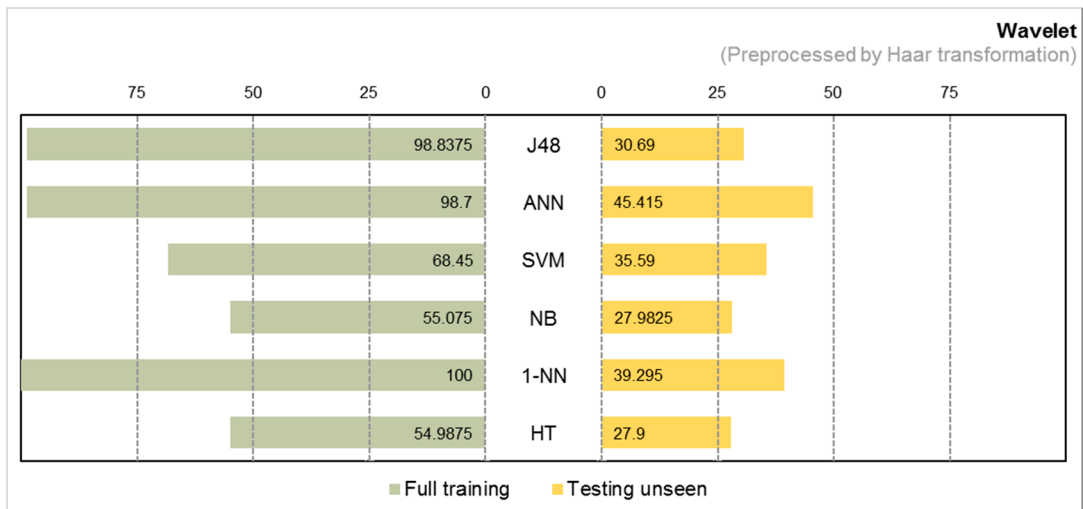 Wavelet
(Preprocessed by Haar transformation)
75 50 25 0 0 25 50 75
98.8375 J48 30.69
98.7 ANN 45.415
68.45 SVM 35.59
55.075 NB 27.9825
100 1-NN 39.295
54.9875 HT 27.9
Full training Testing unseen